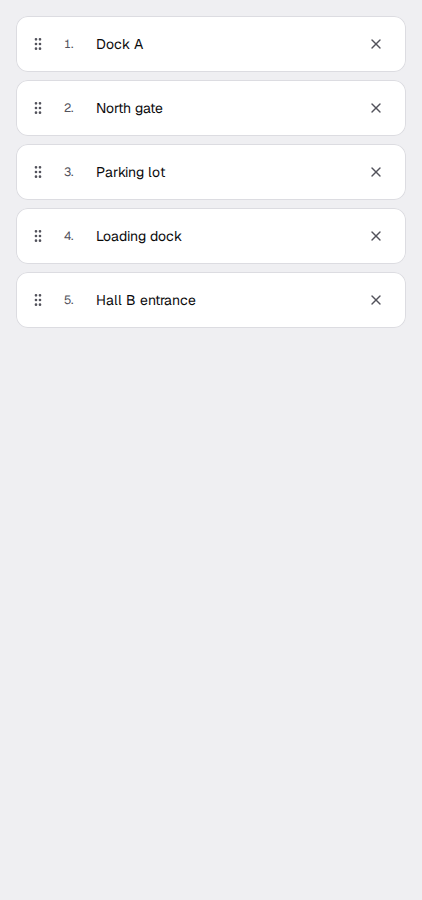 1. Dock A
2. North gate
3. Parking lot
4. Loading dock
5. Hall B entrance